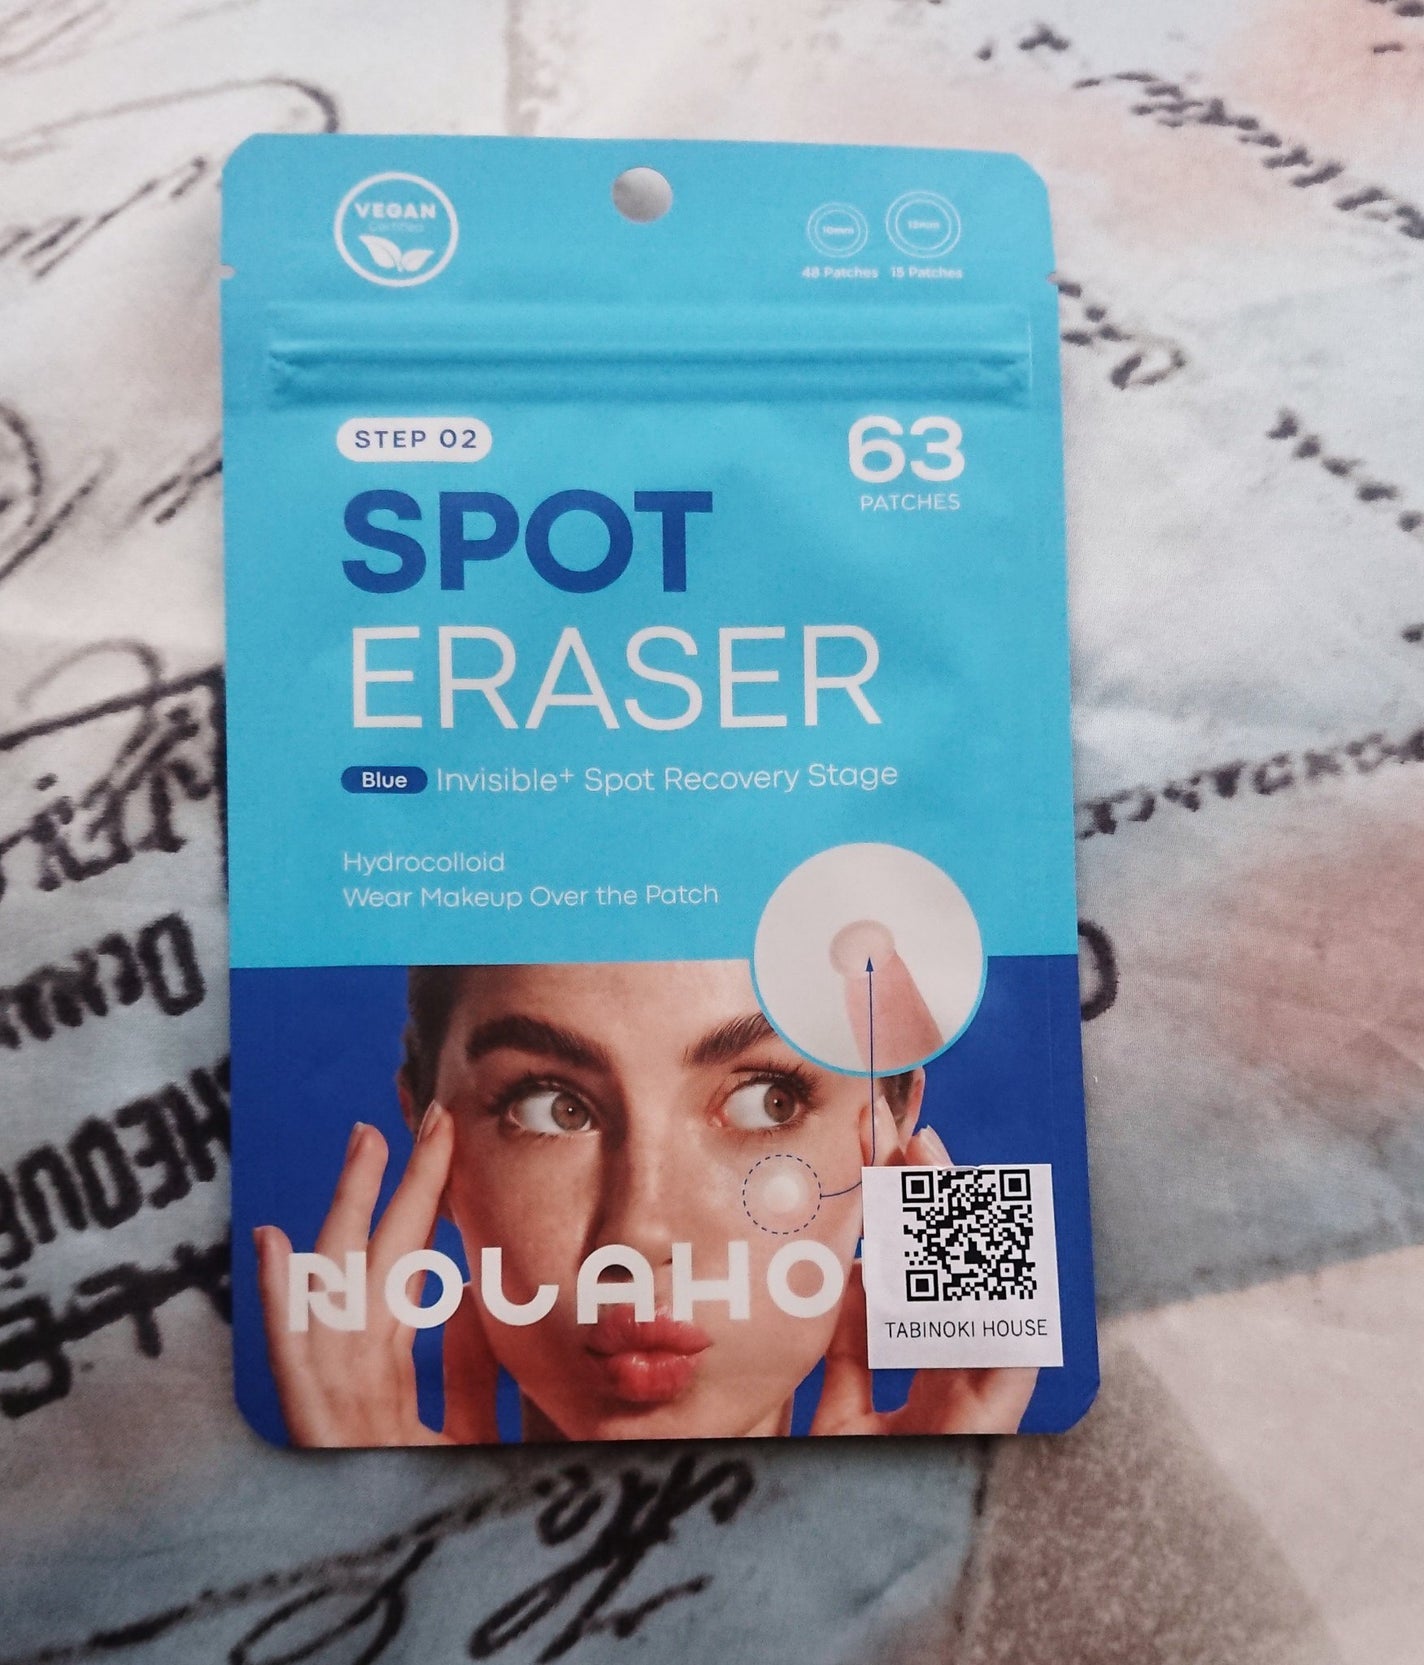 VEGAN
Certified
10mm 12mm
48 Patches 15 Patches
STEP 02
63
PATCHES
SPOT
ERASER
Blue Invisible+ Spot Recovery Stage
Hydrocolloid
Wear Makeup Over the Patch
NOLAHO
TABINOKI HOUSE